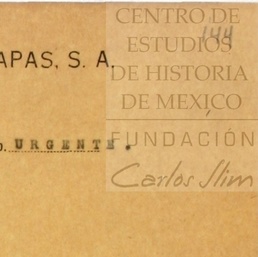 CENTRO DE
ESTUDIOS
DE HISTORIA
DE MEXICO
FUNDACIÓN
Carlos Slim
144
APAS, S. A.
o. URGENTE.